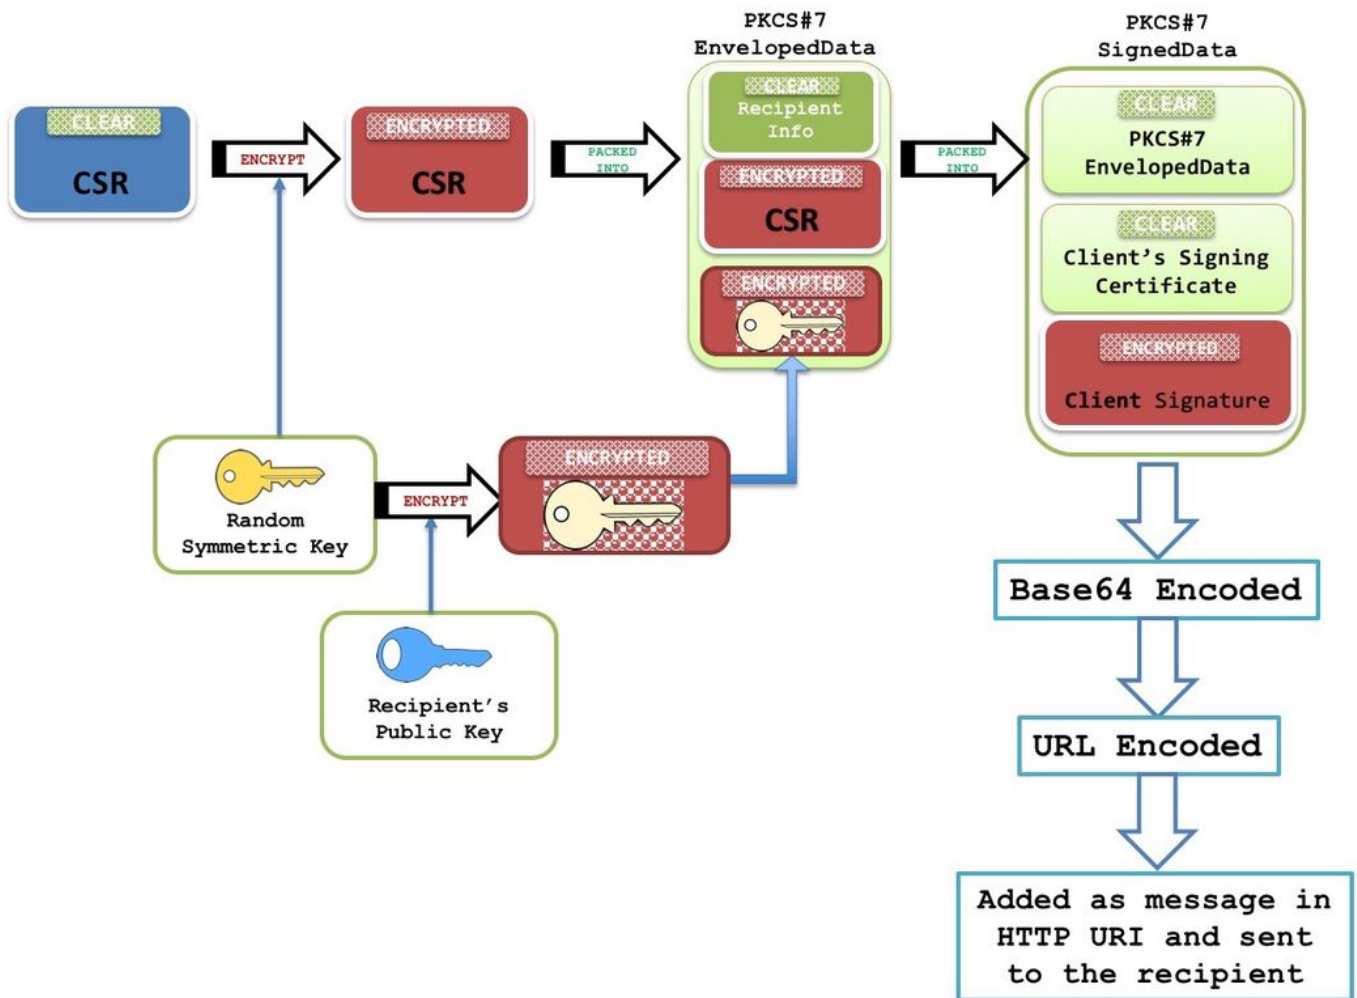 PKCS#7
EnvelopedData
PKCS#7
SignedData
CLEAR
CSR
ENCRYPT
ENCRYPTED
CSR
PACKED
INTO
CLEAR
Recipient
Info
ENCRYPTED
CSR
ENCRYPTED
PACKED
INTO
CLEAR
PKCS#7
EnvelopedData
CLEAR
Client’s Signing
Certificate
ENCRYPTED
Client Signature
Random
Symmetric Key
ENCRYPT
ENCRYPTED
Recipient’s
Public Key
Base64 Encoded
URL Encoded
Added as message in
HTTP URI and sent
to the recipient